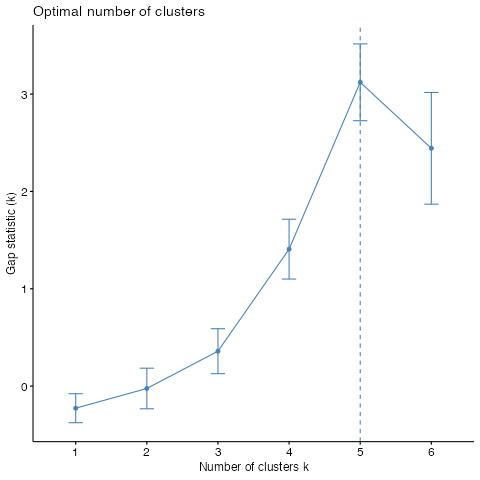 Optimal number of clusters
Gap statistic (k)
3
2
1
0
1 2 3 4 5 6
Number of clusters k